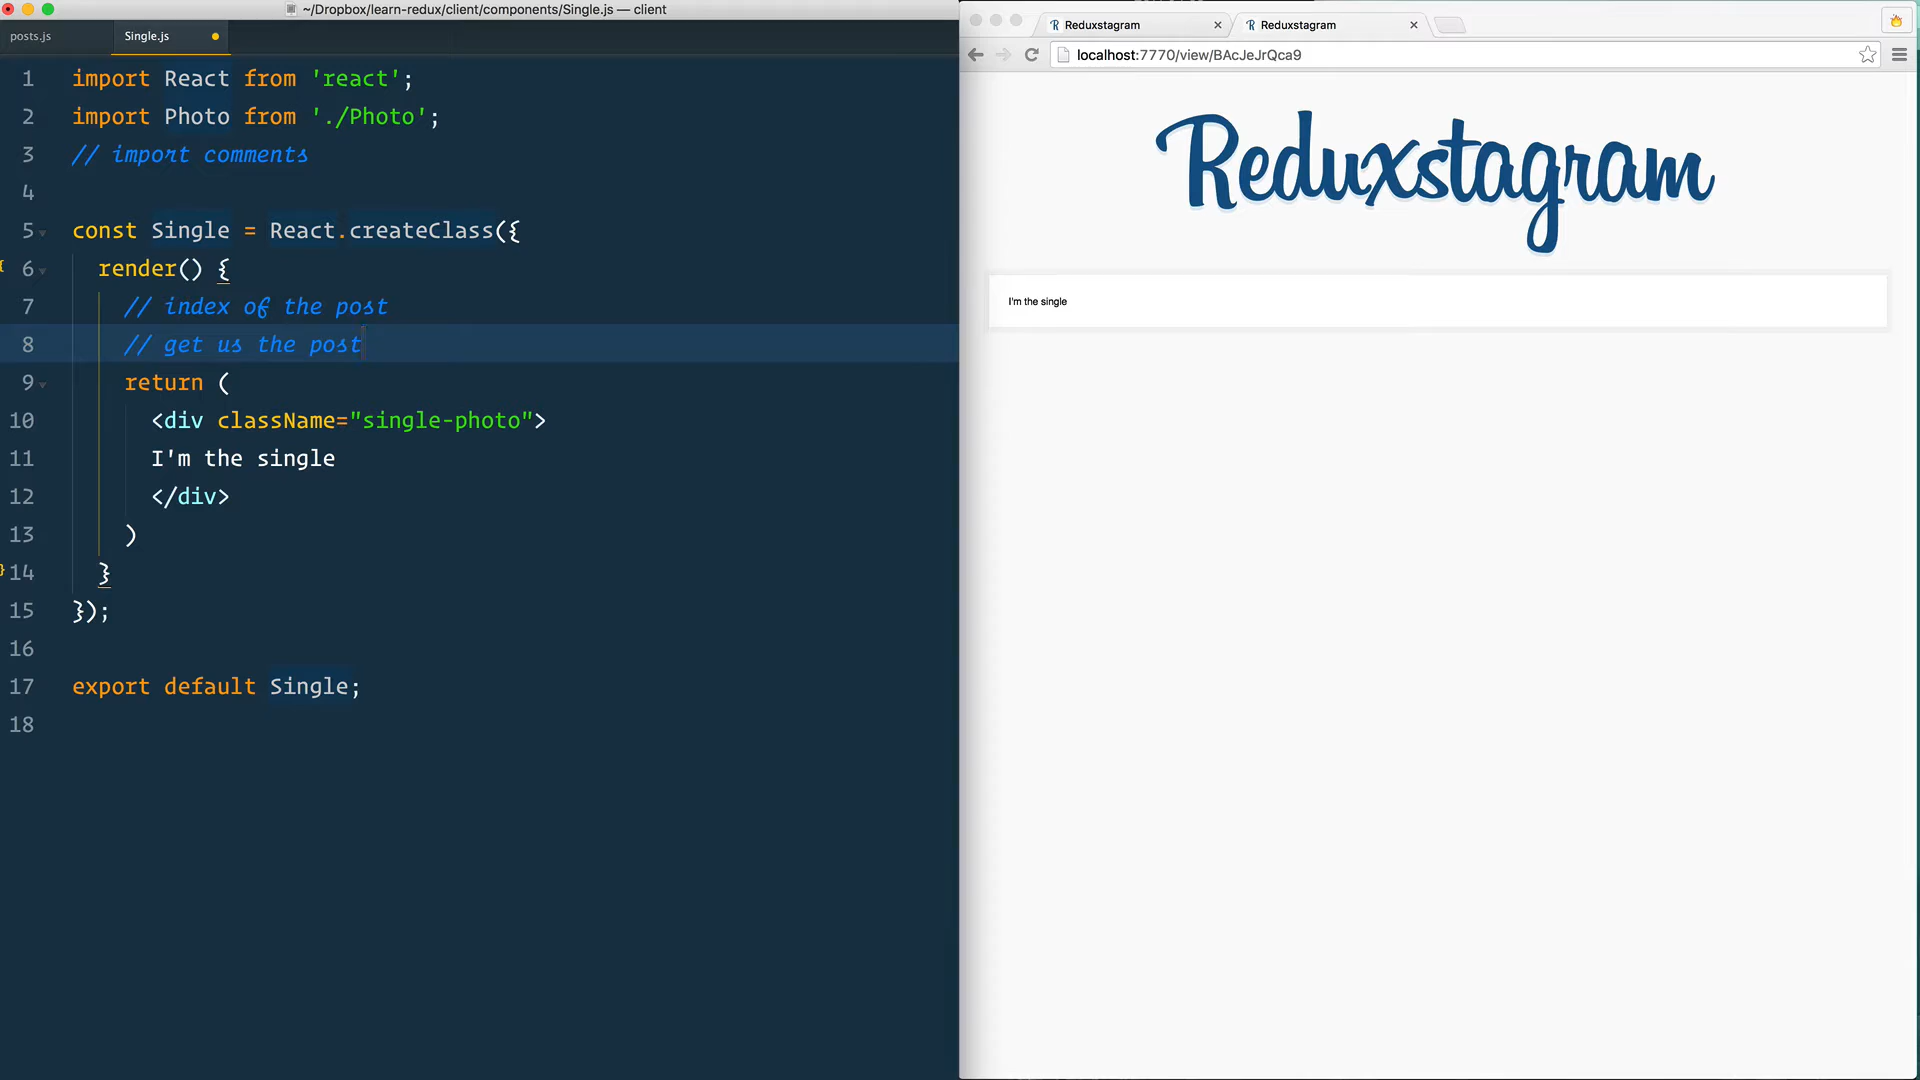 ~/Dropbox/learn-redux/client/components/Single.js — client
posts.js
Single.js
1 import React from 'react';
2 import Photo from './Photo';
3 // import comments
4
5 const Single = React.createClass({
6 render() {
7 // index of the post
8 // get us the post
9 return (
10 <div className="single-photo">
11 I'm the single
12 </div>
13 )
14 }
15 });
16
17 export default Single;
18
Reduxstagram
Reduxstagram
localhost:7770/view/BAcJeJrQca9
Reduxstagram
I'm the single